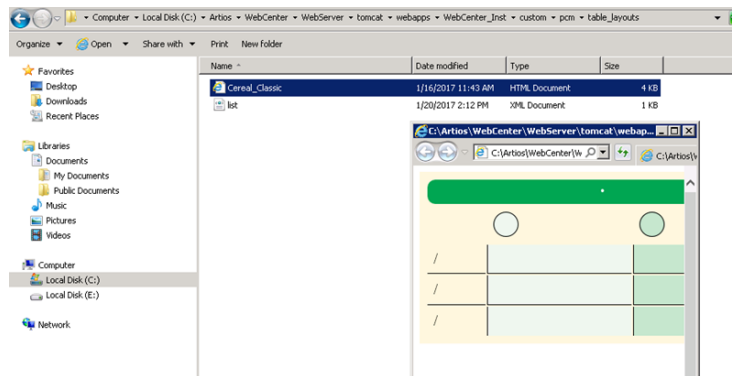 Computer ▾ Local Disk (C:) ▾ Artios ▾ WebCenter ▾ WebServer ▾ tomcat ▾ webapps ▾ WebCenter_Inst ▾ custom ▾ pcm ▾ table_layouts
Organize ▾ Open ▾ Share with ▾ Print New folder
Favorites
Desktop
Downloads
Recent Places
Libraries
Documents
My Documents
Public Documents
Music
Pictures
Videos
Computer
Local Disk (C:)
Local Disk (E:)
Network
Name Date modified Type Size
Cereal_Classic 1/16/2017 11:43 AM HTML Document 4 KB
list 1/20/2017 2:12 PM XML Document 1 KB
C:\Artios\WebCenter\WebServer\tomcat\webap...
C:\Artios\WebCenter\W C:\Artios\W
/
/
/